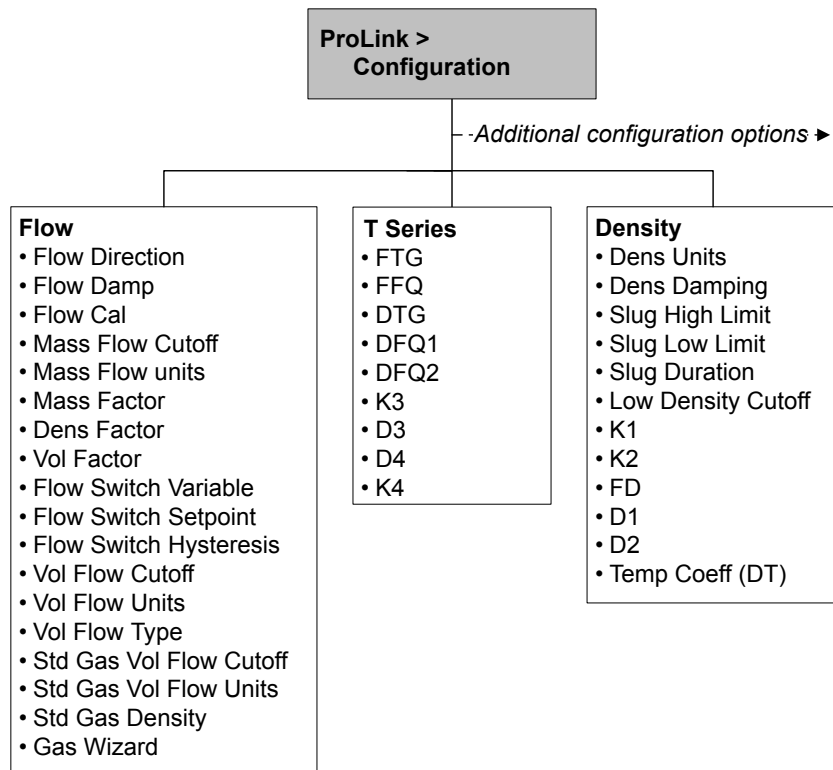 ProLink >
Configuration
Additional configuration options
Flow
• Flow Direction
• Flow Damp
• Flow Cal
• Mass Flow Cutoff
• Mass Flow units
• Mass Factor
• Dens Factor
• Vol Factor
• Flow Switch Variable
• Flow Switch Setpoint
• Flow Switch Hysteresis
• Vol Flow Cutoff
• Vol Flow Units
• Vol Flow Type
• Std Gas Vol Flow Cutoff
• Std Gas Vol Flow Units
• Std Gas Density
• Gas Wizard
T Series
• FTG
• FFQ
• DTG
• DFQ1
• DFQ2
• K3
• D3
• D4
• K4
Density
• Dens Units
• Dens Damping
• Slug High Limit
• Slug Low Limit
• Slug Duration
• Low Density Cutoff
• K1
• K2
• FD
• D1
• D2
• Temp Coeff (DT)